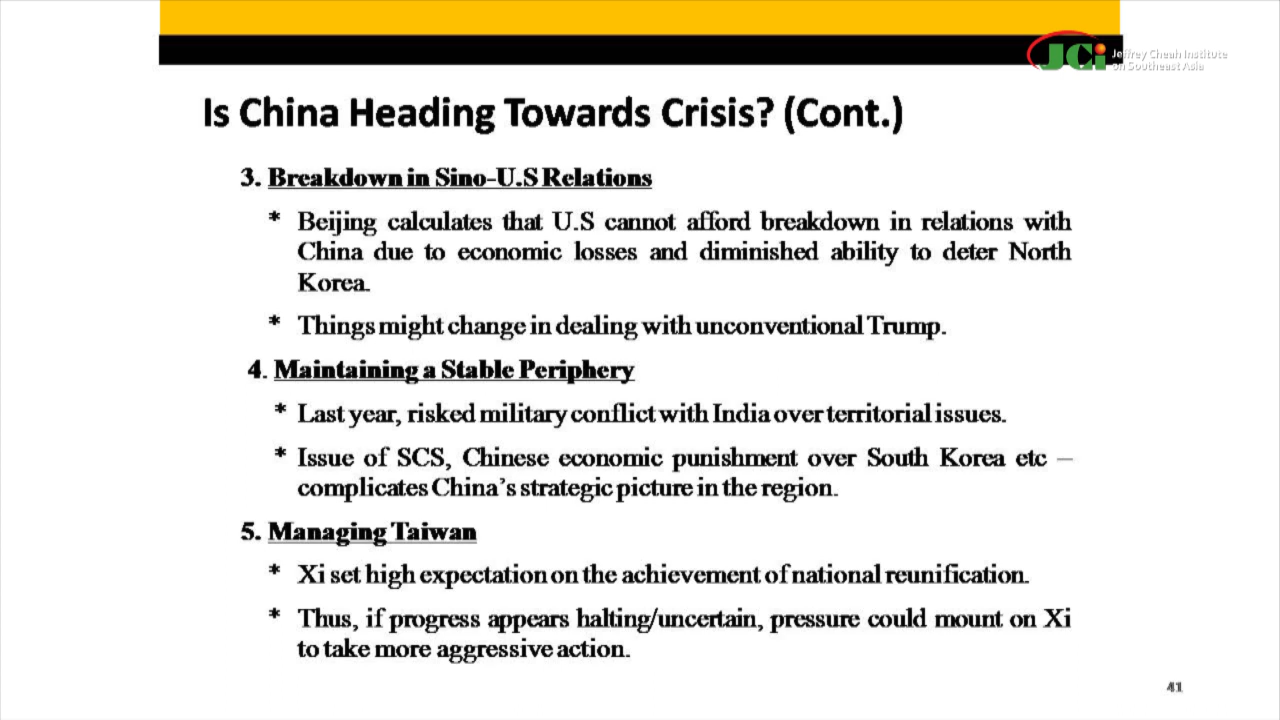 JCi Jeffrey Cheah Institute
on Southeast Asia
Is China Heading Towards Crisis? (Cont.)
3. Breakdown in Sino-U.S Relations
* Beijing calculates that U.S cannot afford breakdown in relations with
China due to economic losses and diminished ability to deter North
Korea.
* Things might change in dealing with unconventional Trump.
4. Maintaining a Stable Periphery
* Last year, risked military conflict with India over territorial issues.
* Issue of SCS, Chinese economic punishment over South Korea etc –
complicates China's strategic picture in the region.
5. Managing Taiwan
* Xi set high expectation on the achievement of national reunification.
* Thus, if progress appears halting/uncertain, pressure could mount on Xi
to take more aggressive action.
41